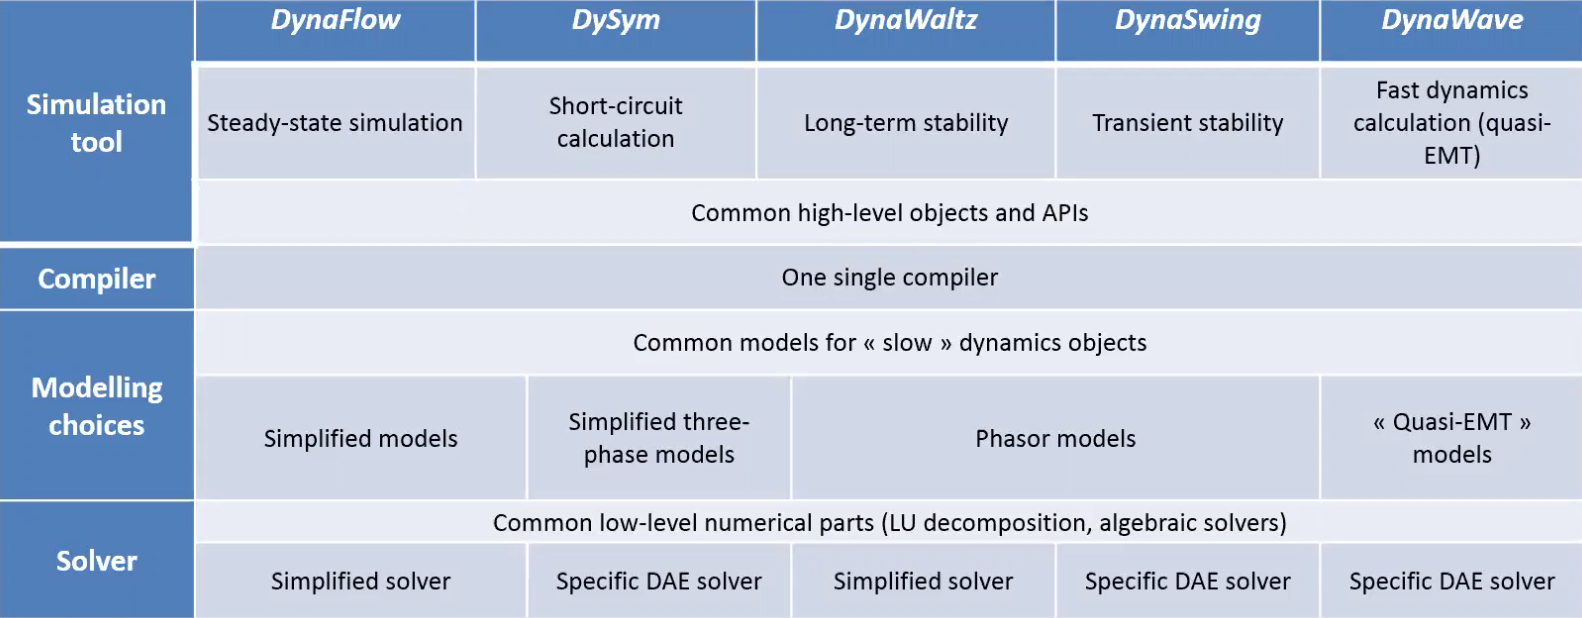 DynaFlow
DySym
DynaWaltz
DynaSwing
DynaWave
Simulation
tool
Steady-state simulation
Short-circuit
calculation
Long-term stability
Transient stability
Fast dynamics
calculation (quasi-
EMT)
Common high-level objects and APIs
Compiler
One single compiler
Modelling
choices
Common models for « slow » dynamics objects
Simplified models
Simplified three-
phase models
Phasor models
« Quasi-EMT »
models
Solver
Common low-level numerical parts (LU decomposition, algebraic solvers)
Simplified solver
Specific DAE solver
Simplified solver
Specific DAE solver
Specific DAE solver